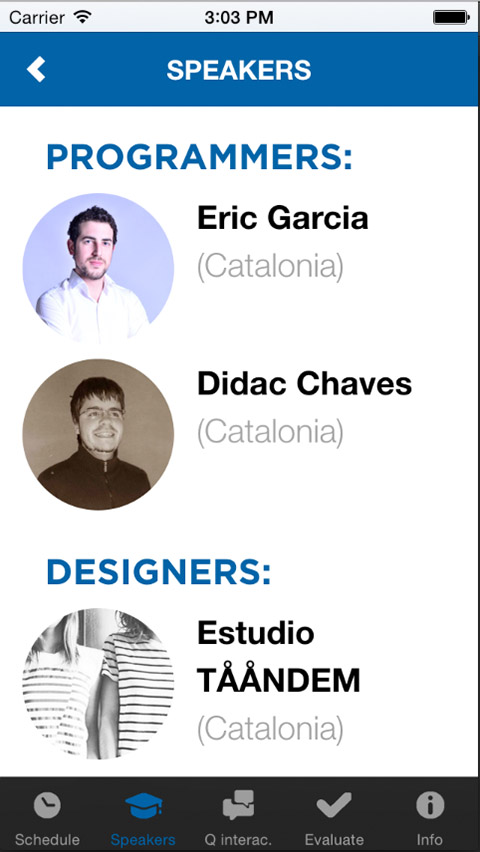 Carrier 3:03 PM
SPEAKERS
PROGRAMMERS:
Eric Garcia
(Catalonia)
Didac Chaves
(Catalonia)
DESIGNERS:
Estudio
TÅÅNDEM
(Catalonia)
Schedule Speakers Q interac. Evaluate Info